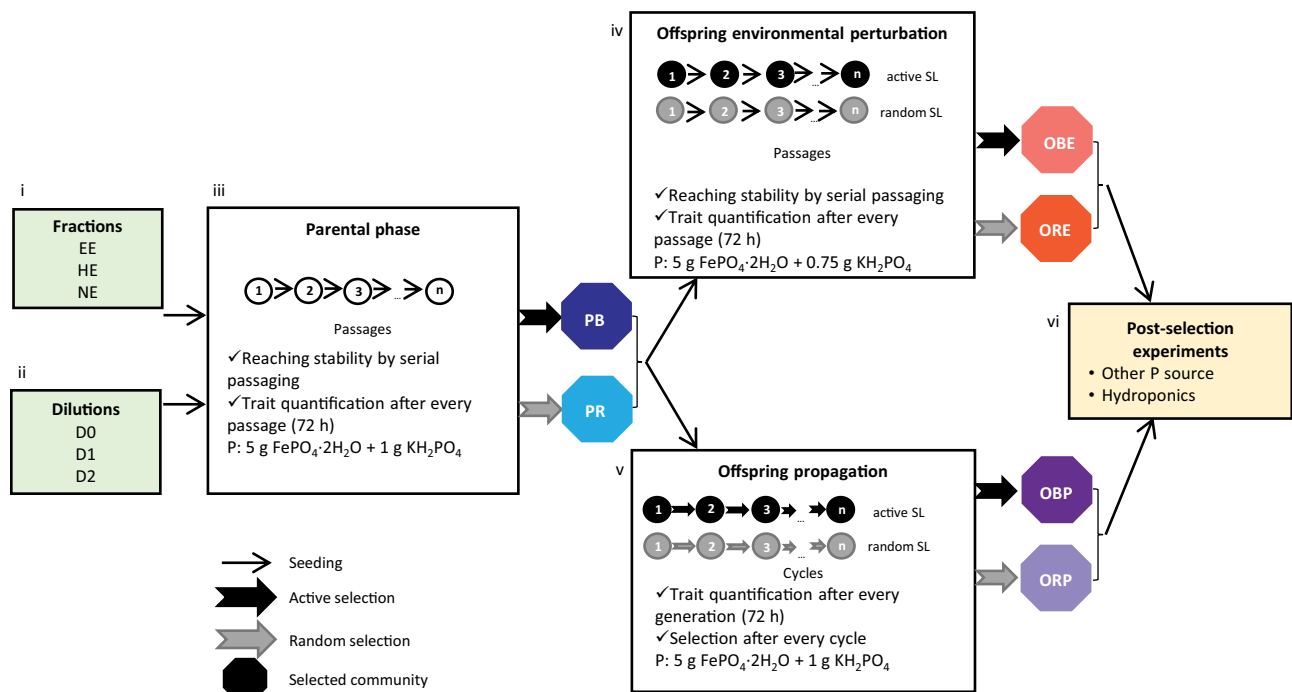 i
Fractions
EE
HE
NE
ii
Dilutions
D0
D1
D2
iii
Parental phase
1 2 3 ... n
Passages
✓Reaching stability by serial
passaging
✓Trait quantification after every
passage (72 h)
P: 5 g FePO₄·2H₂O + 1 g KH₂PO₄
PB
PR
iv
Offspring environmental perturbation
1 2 3 ... n active SL
1 2 3 ... n random SL
Passages
✓Reaching stability by serial passaging
✓Trait quantification after every
passage (72 h)
P: 5 g FePO₄·2H₂O + 0.75 g KH₂PO₄
OBE
ORE
v
Offspring propagation
1 2 3 ... n active SL
1 2 3 ... n random SL
Cycles
✓Trait quantification after every
generation (72 h)
✓Selection after every cycle
P: 5 g FePO₄·2H₂O + 1 g KH₂PO₄
OBP
ORP
vi
Post-selection
experiments
• Other P source
• Hydroponics
Seeding
Active selection
Random selection
Selected community